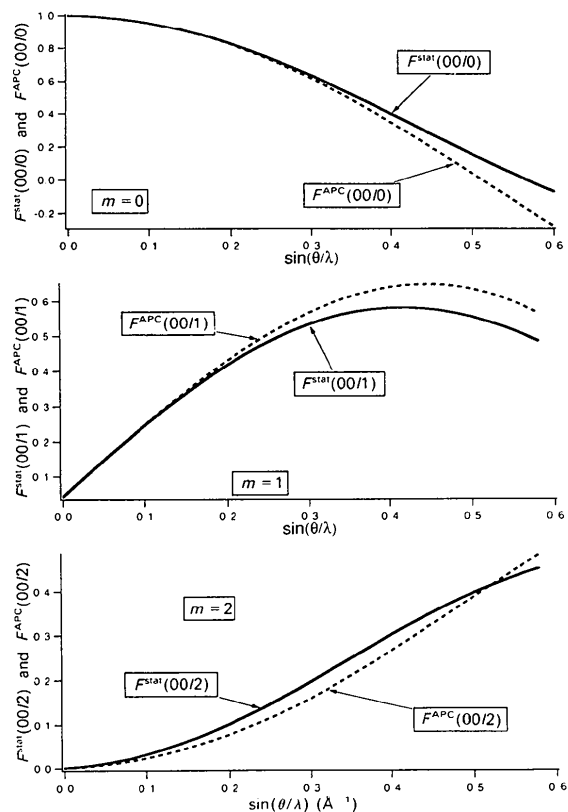 F^stat(00/0) and F^APC(00/0)
1 0
0 8
0 6
0 4
0 2
0.0
-0.2
F^stat(00/0)
F^APC(00/0)
m = 0
0 0
0 1
0 2
0 3
0 4
0 5
0 6
sin(θ/λ)
F^stat(00/1) and F^APC(00/1)
0 6
0 5
0 4
0 3
0 2
0 1
F^APC(00/1)
F^stat(00/1)
m = 1
0 0
0 1
0 2
0 3
0 4
0 5
0 6
sin(θ/λ)
F^stat(00/2) and F^APC(00/2)
0 4
0 3
0 2
0 1
0 0
m = 2
F^stat(00/2)
F^APC(00/2)
0 0
0 1
0 2
0 3
0 4
0 5
0 6
sin(θ/λ) (Å⁻¹)